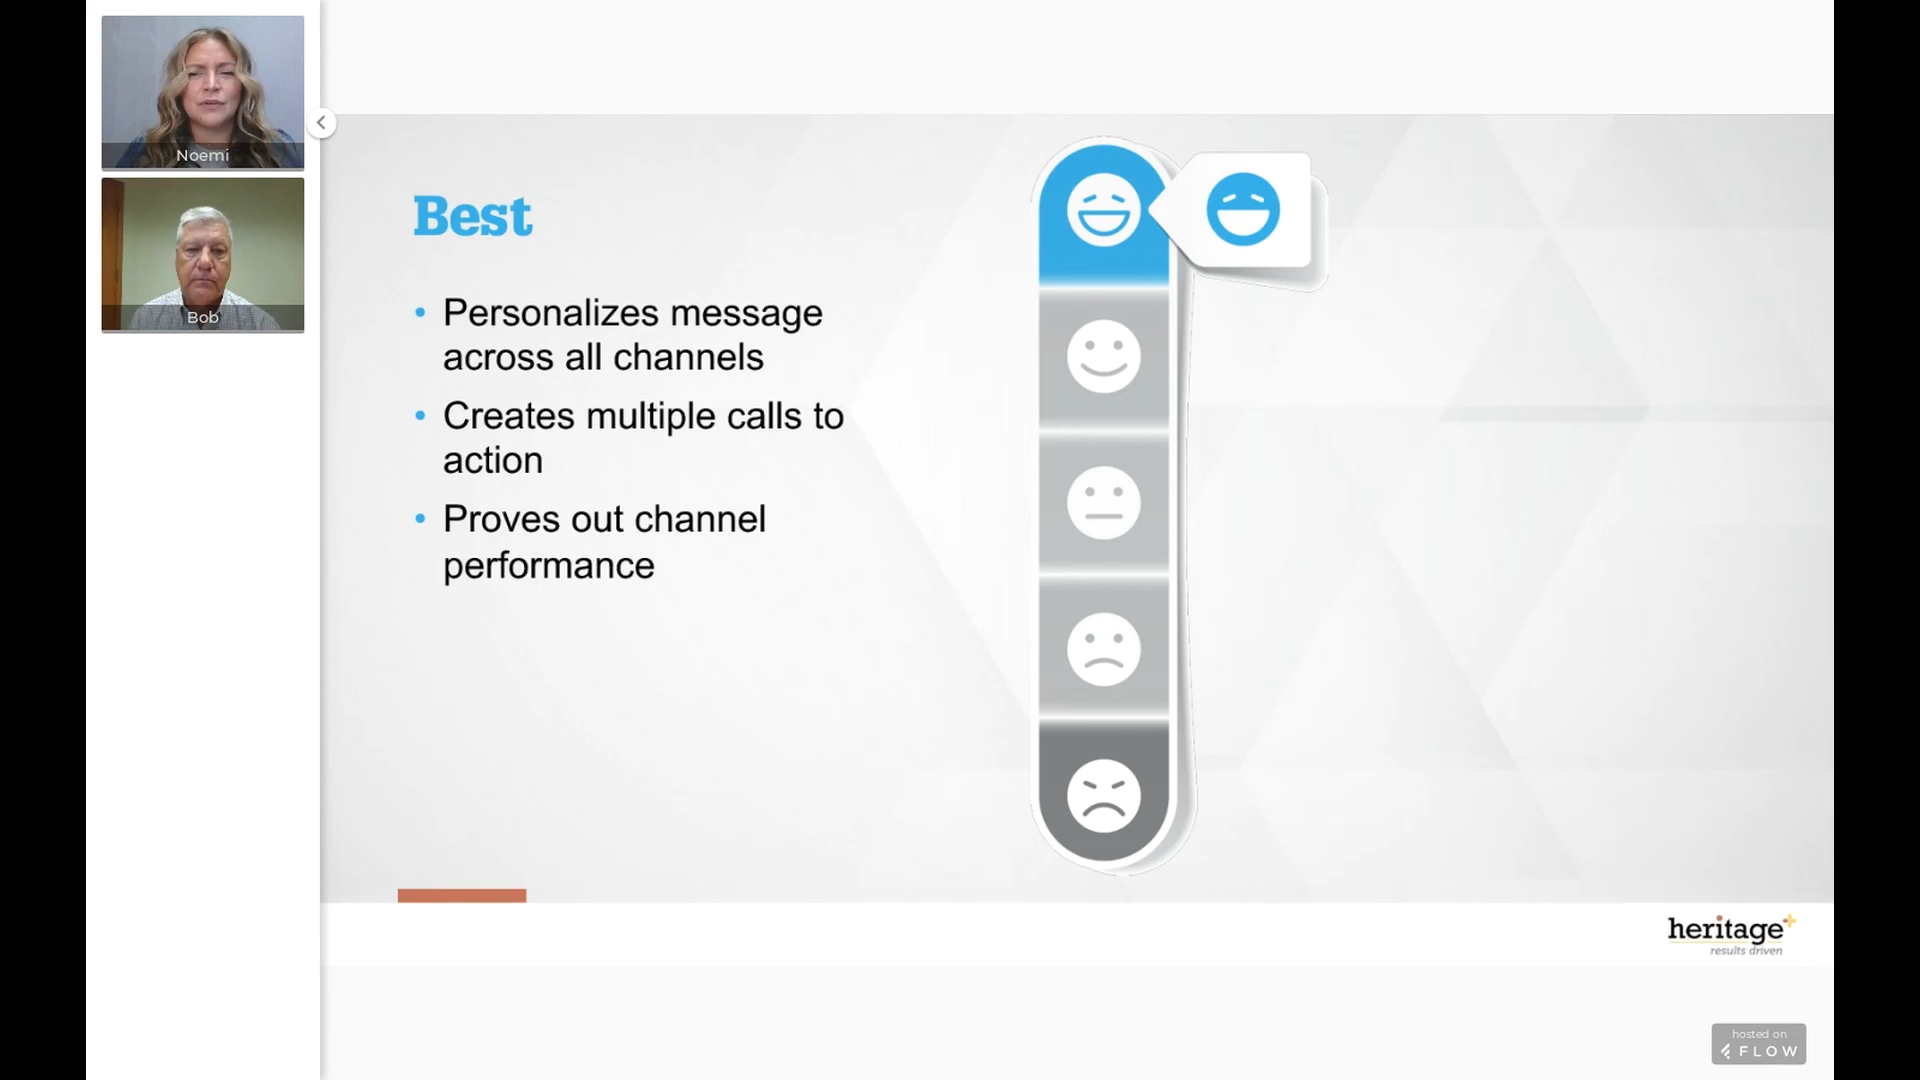 Noemi
Bob
Best
• Personalizes message
across all channels
• Creates multiple calls to
action
• Proves out channel
performance
heritage+
results driven
hosted on
FLOW